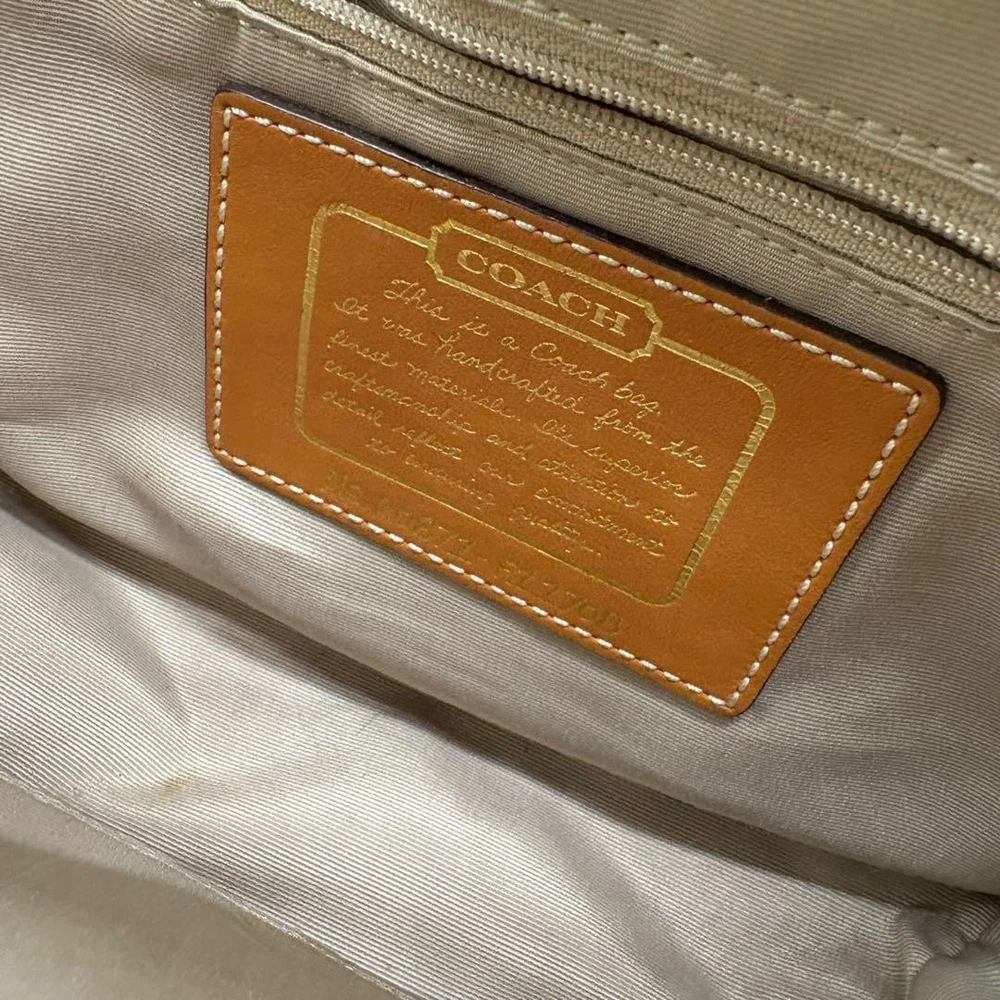 COACH
This is a Coach bag.
It was handcrafted from the
finest materials. Its superior
craftsmanship and attention to
detail reflect our commitment
to enduring quality.